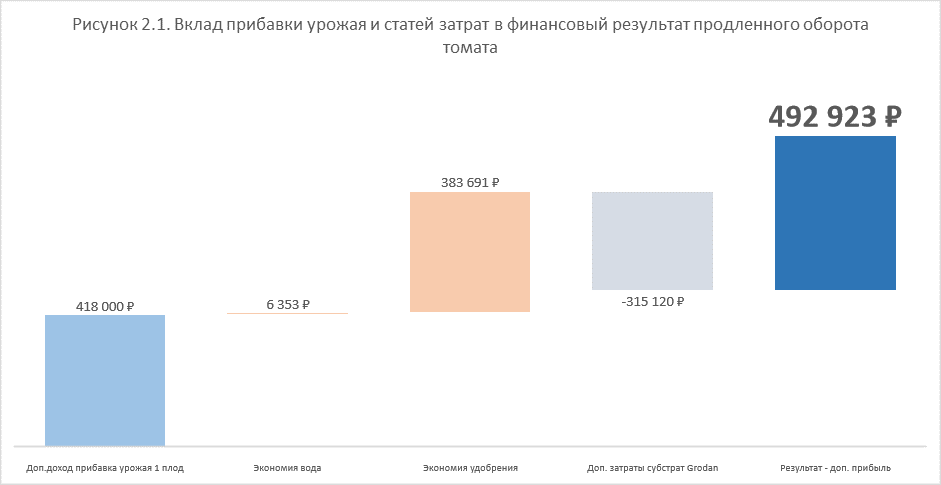 Рисунок 2.1. Вклад прибавки урожая и статей затрат в финансовый результат продленного оборота
томата
492 923 ₽
383 691 ₽
418 000 ₽
6 353 ₽
-315 120 ₽
Доп.доход прибавка урожая 1 плод
Экономия вода
Экономия удобрения
Доп. затраты субстрат Grodan
Результат - доп. прибыль